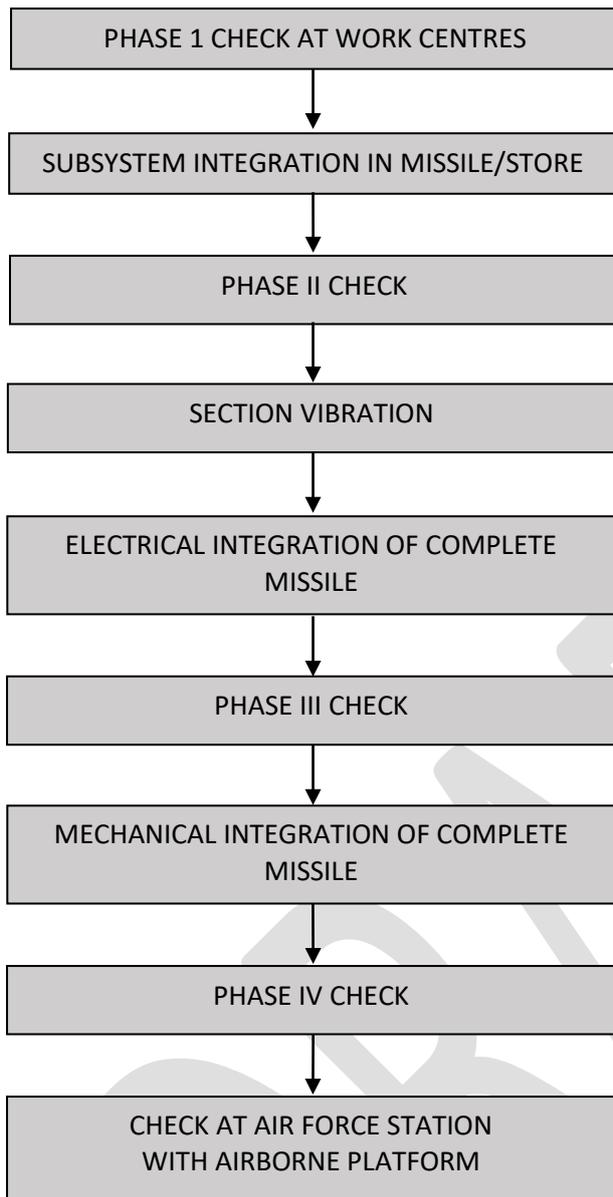 PHASE 1 CHECK AT WORK CENTRES
SUBSYSTEM INTEGRATION IN MISSILE/STORE
PHASE II CHECK
SECTION VIBRATION
ELECTRICAL INTEGRATION OF COMPLETE
MISSILE
PHASE III CHECK
MECHANICAL INTEGRATION OF COMPLETE
MISSILE
PHASE IV CHECK
CHECK AT AIR FORCE STATION
WITH AIRBORNE PLATFORM